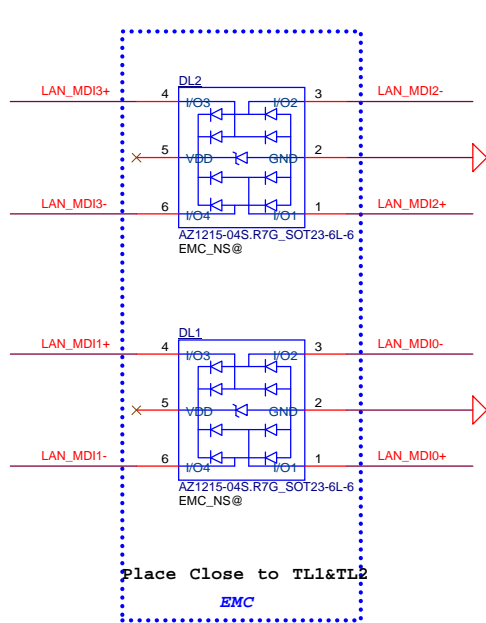 DL2
LAN_MDI3+ 4 I/O3 I/O2 3 LAN_MDI2-
5 VDD GND 2
LAN_MDI3- 6 I/O4 I/O1 1 LAN_MDI2+
AZ1215-04S.R7G_SOT23-6L-6
EMC_NS@
DL1
LAN_MDI1+ 4 I/O3 I/O2 3 LAN_MDI0-
5 VDD GND 2
LAN_MDI1- 6 I/O4 I/O1 1 LAN_MDI0+
AZ1215-04S.R7G_SOT23-6L-6
EMC_NS@
Place Close to TL1&TL2
EMC